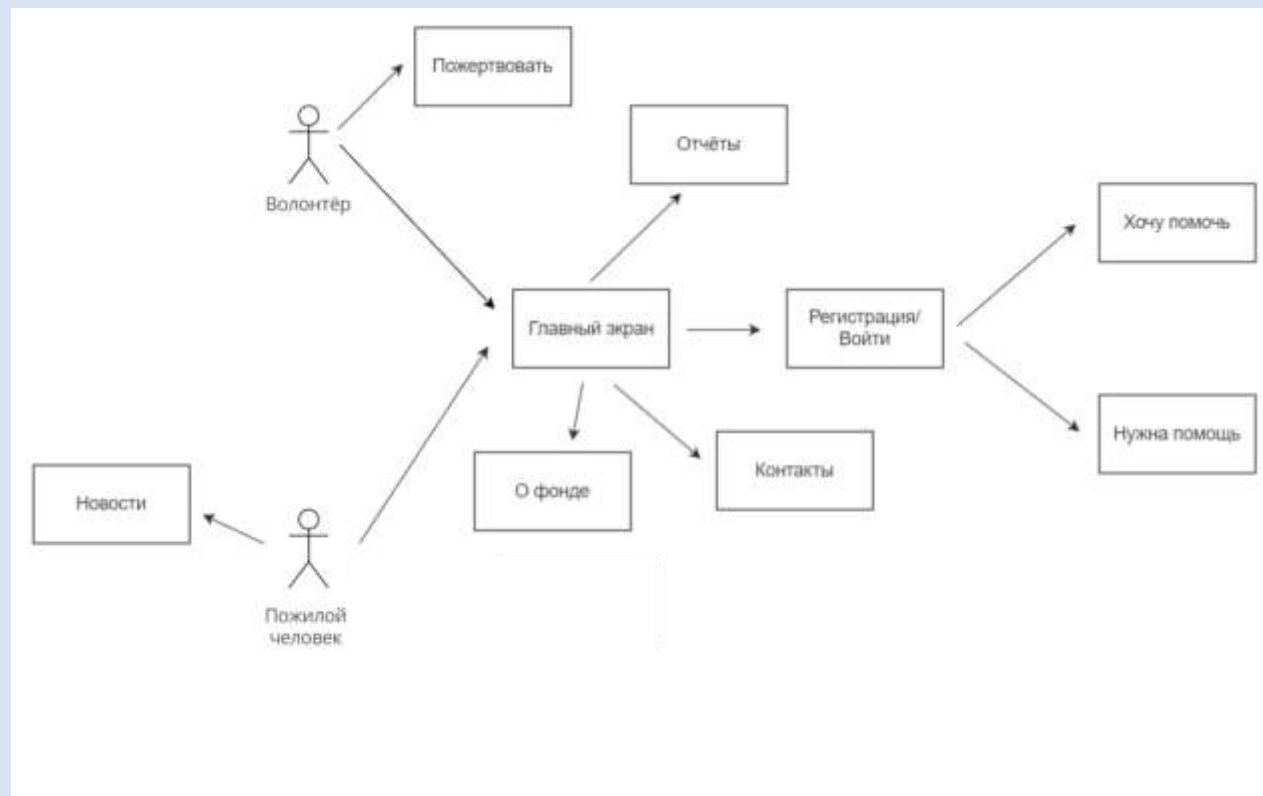 Пожертвовать
Отчёты
Волонтёр
Хочу помочь
Главный экран
Регистрация/
Войти
Нужна помощь
Контакты
О фонде
Новости
Пожилой
человек